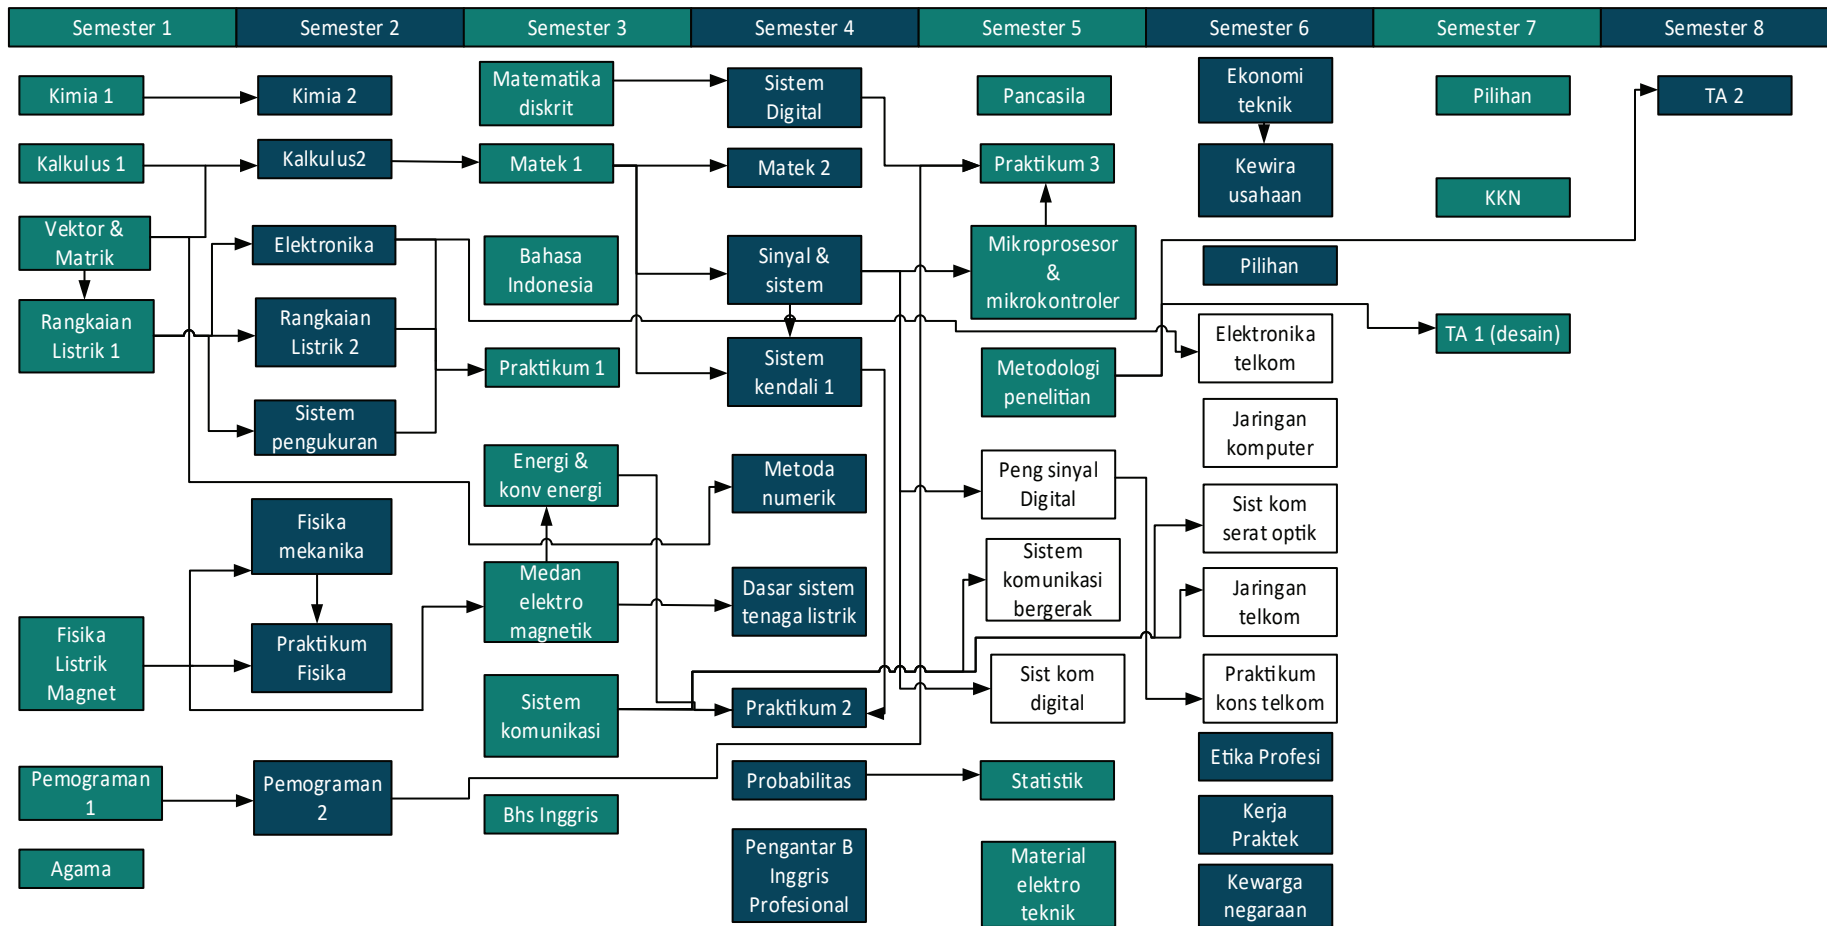 Semester 1
Semester 2
Semester 3
Semester 4
Semester 5
Semester 6
Semester 7
Semester 8
Kimia 1
Kalkulus 1
Vektor &
Matrik
Rangkaian
Listrik 1
Fisika
Listrik
Magnet
Pemograman
1
Agama
Kimia 2
Kalkulus2
Elektronika
Rangkaian
Listrik 2
Sistem
pengukuran
Fisika
mekanika
Praktikum
Fisika
Pemograman
2
Matematika
diskrit
Matek 1
Bahasa
Indonesia
Praktikum 1
Energi &
konv energi
Medan
elektro
magnetik
Sistem
komunikasi
Bhs Inggris
Sistem
Digital
Matek 2
Sinyal &
sistem
Sistem
kendali 1
Metoda
numerik
Dasar sistem
tenaga listrik
Praktikum 2
Probabilitas
Pengantar B
Inggris
Profesional
Pancasila
Praktikum 3
Mikroprosesor
&
mikrokontroler
Metodologi
penelitian
Peng sinyal
Digital
Sistem
komunikasi
bergerak
Sist kom
digital
Statistik
Material
elektro
teknik
Ekonomi
teknik
Kewira
usahaan
Pilihan
Elektronika
telkom
Jaringan
komputer
Sist kom
serat optik
Jaringan
telkom
Praktikum
kons telkom
Etika Profesi
Kerja
Praktek
Kewarga
negaraan
Pilihan
KKN
TA 1 (desain)
TA 2